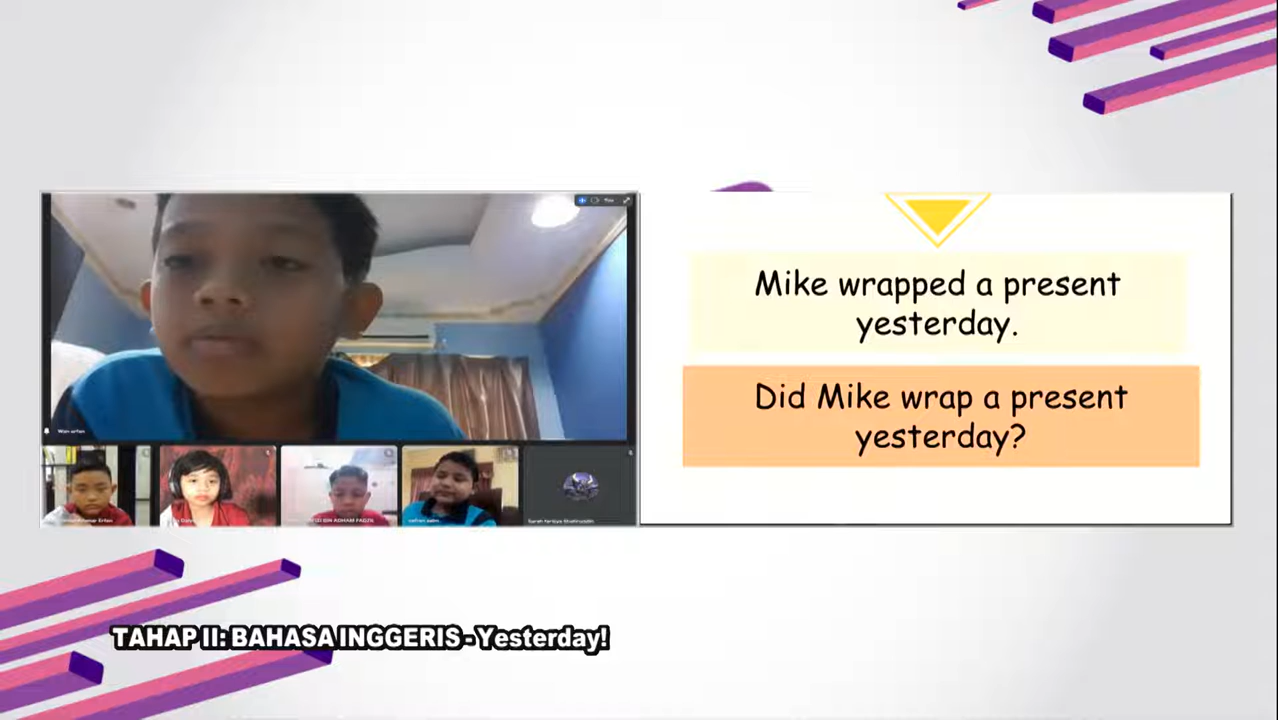 Mike wrapped a present
yesterday.
Did Mike wrap a present
yesterday?
TAHAP II: BAHASA INGGERIS - Yesterday!